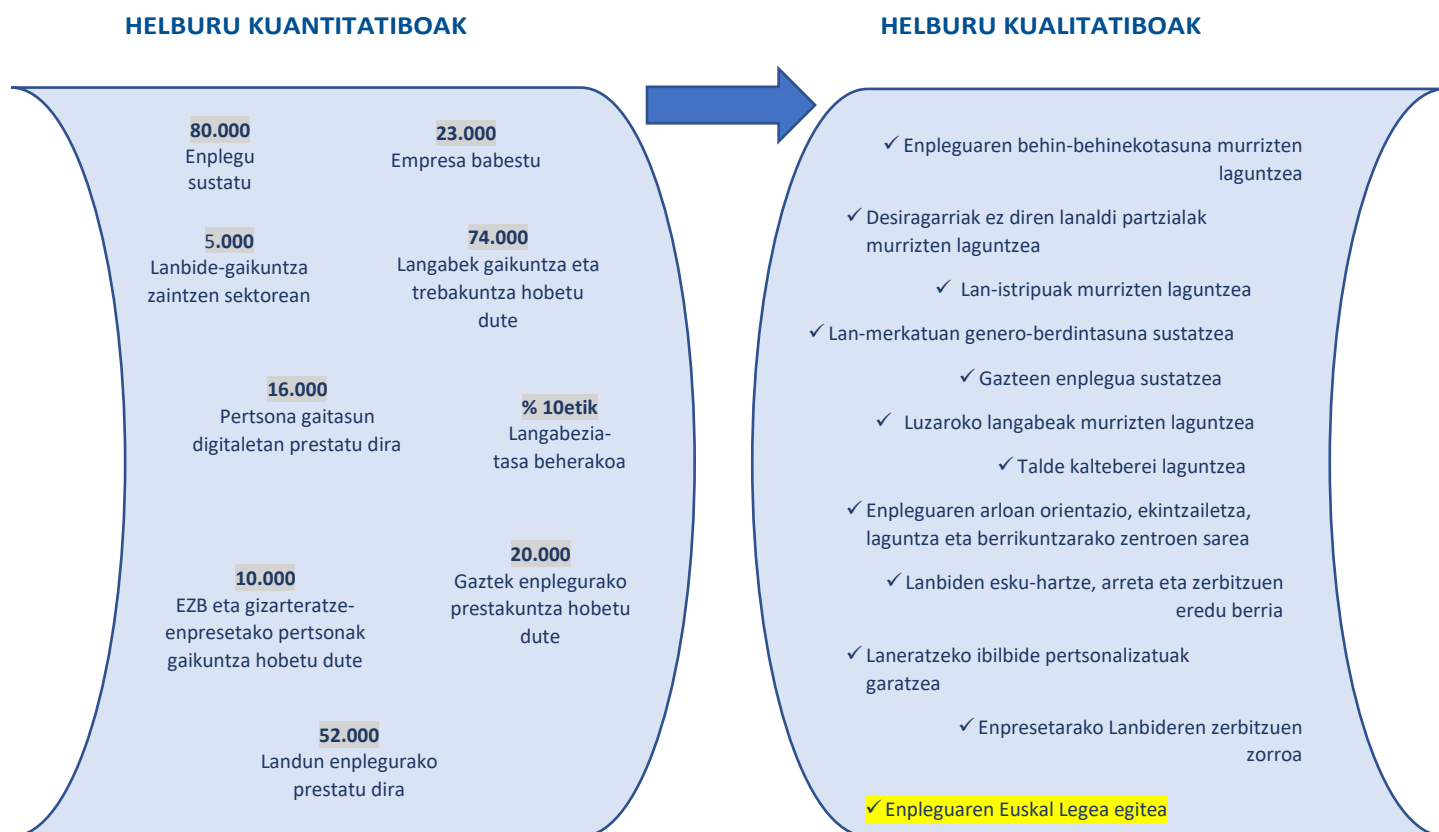 HELBURU KUANTITATIBOAK
80.000
Enplegu
sustatu
23.000
Empresa babestu
5.000
Lanbide-gaikuntza
zaintzen sektorean
74.000
Langabek gaikuntza eta
trebakuntza hobetu
dute
16.000
Pertsona gaitasun
digitaletan prestatu dira
% 10etik
Langabezia-
tasa beherakoa
10.000
EZB eta gizarteratze-
enpresetako pertsonak
gaikuntza hobetu dute
20.000
Gaztek enplegurako
prestakuntza hobetu
dute
52.000
Landun enplegurako
prestatu dira
HELBURU KUALITATIBOAK
✓ Enpleguaren behin-behinekotasuna murrizten
laguntzea
✓ Desiragarriak ez diren lanaldi partzialak
murrizten laguntzea
✓ Lan-istripuak murrizten laguntzea
✓ Lan-merkatuan genero-berdintasuna sustatzea
✓ Gazteen enplegua sustatzea
✓ Luzaroko langabeak murrizten laguntzea
✓ Talde kalteberei laguntzea
✓ Enpleguaren arloan orientazio, ekintzailetza,
laguntza eta berrikuntzarako zentroen sarea
✓ Lanbiden esku-hartze, arreta eta zerbitzuen
eredu berria
✓ Laneratzeko ibilbide pertsonalizatuak
garatzea
✓ Enpresetarako Lanbideren zerbitzuen
zorroa
✓ Enpleguaren Euskal Legea egitea